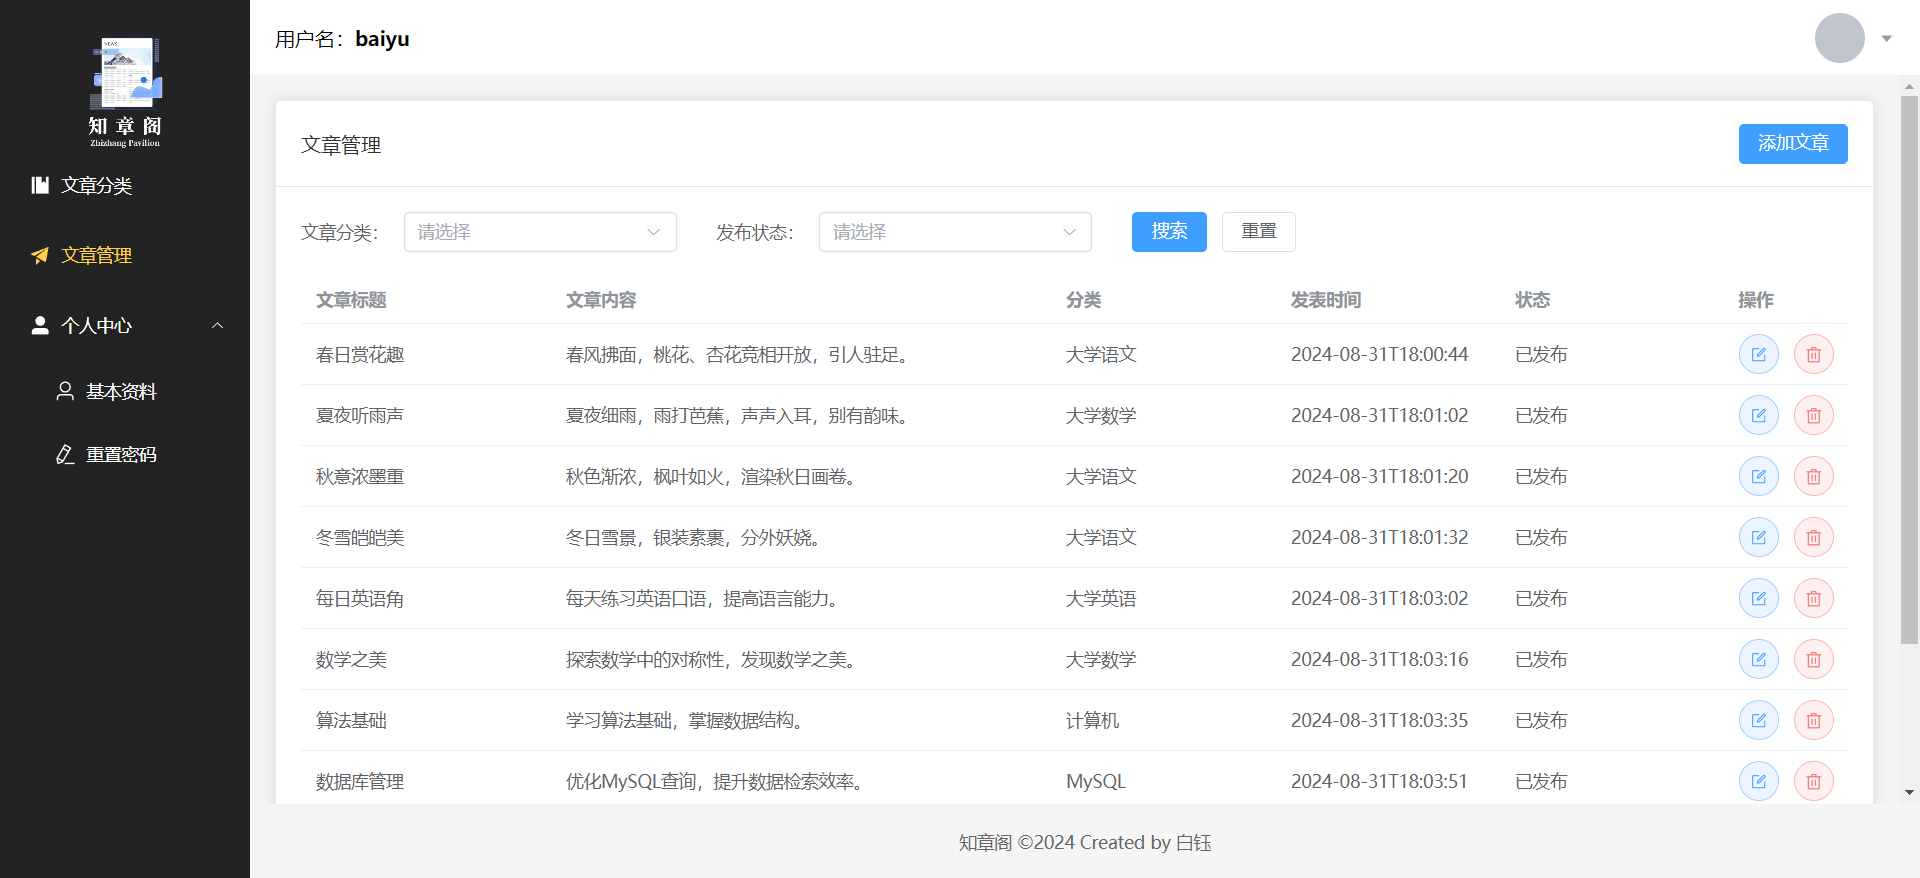 NEWS
知章阁
Zhizhang Pavilion
文章分类
文章管理
个人中心
基本资料
重置密码
用户名：baiyu
文章管理 添加文章
文章分类： 请选择 发布状态： 请选择 搜索 重置
文章标题 文章内容 分类 发表时间 状态 操作
春日赏花趣 春风拂面，桃花、杏花竞相开放，引人驻足。 大学语文 2024-08-31T18:00:44 已发布
夏夜听雨声 夏夜细雨，雨打芭蕉，声声入耳，别有韵味。 大学数学 2024-08-31T18:01:02 已发布
秋意浓墨重 秋色渐浓，枫叶如火，渲染秋日画卷。 大学语文 2024-08-31T18:01:20 已发布
冬雪皑皑美 冬日雪景，银装素裹，分外妖娆。 大学语文 2024-08-31T18:01:32 已发布
每日英语角 每天练习英语口语，提高语言能力。 大学英语 2024-08-31T18:03:02 已发布
数学之美 探索数学中的对称性，发现数学之美。 大学数学 2024-08-31T18:03:16 已发布
算法基础 学习算法基础，掌握数据结构。 计算机 2024-08-31T18:03:35 已发布
数据库管理 优化MySQL查询，提升数据检索效率。 MySQL 2024-08-31T18:03:51 已发布
知章阁 ©2024 Created by 白钰